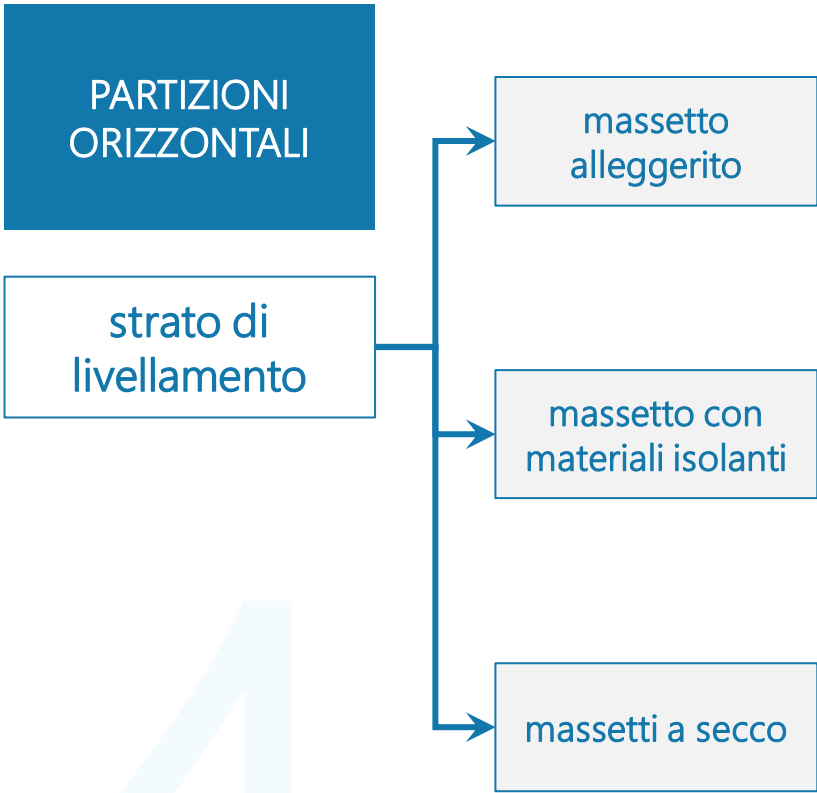 PARTIZIONI
ORIZZONTALI
strato di
livellamento
massetto
alleggerito
massetto con
materiali isolanti
massetti a secco